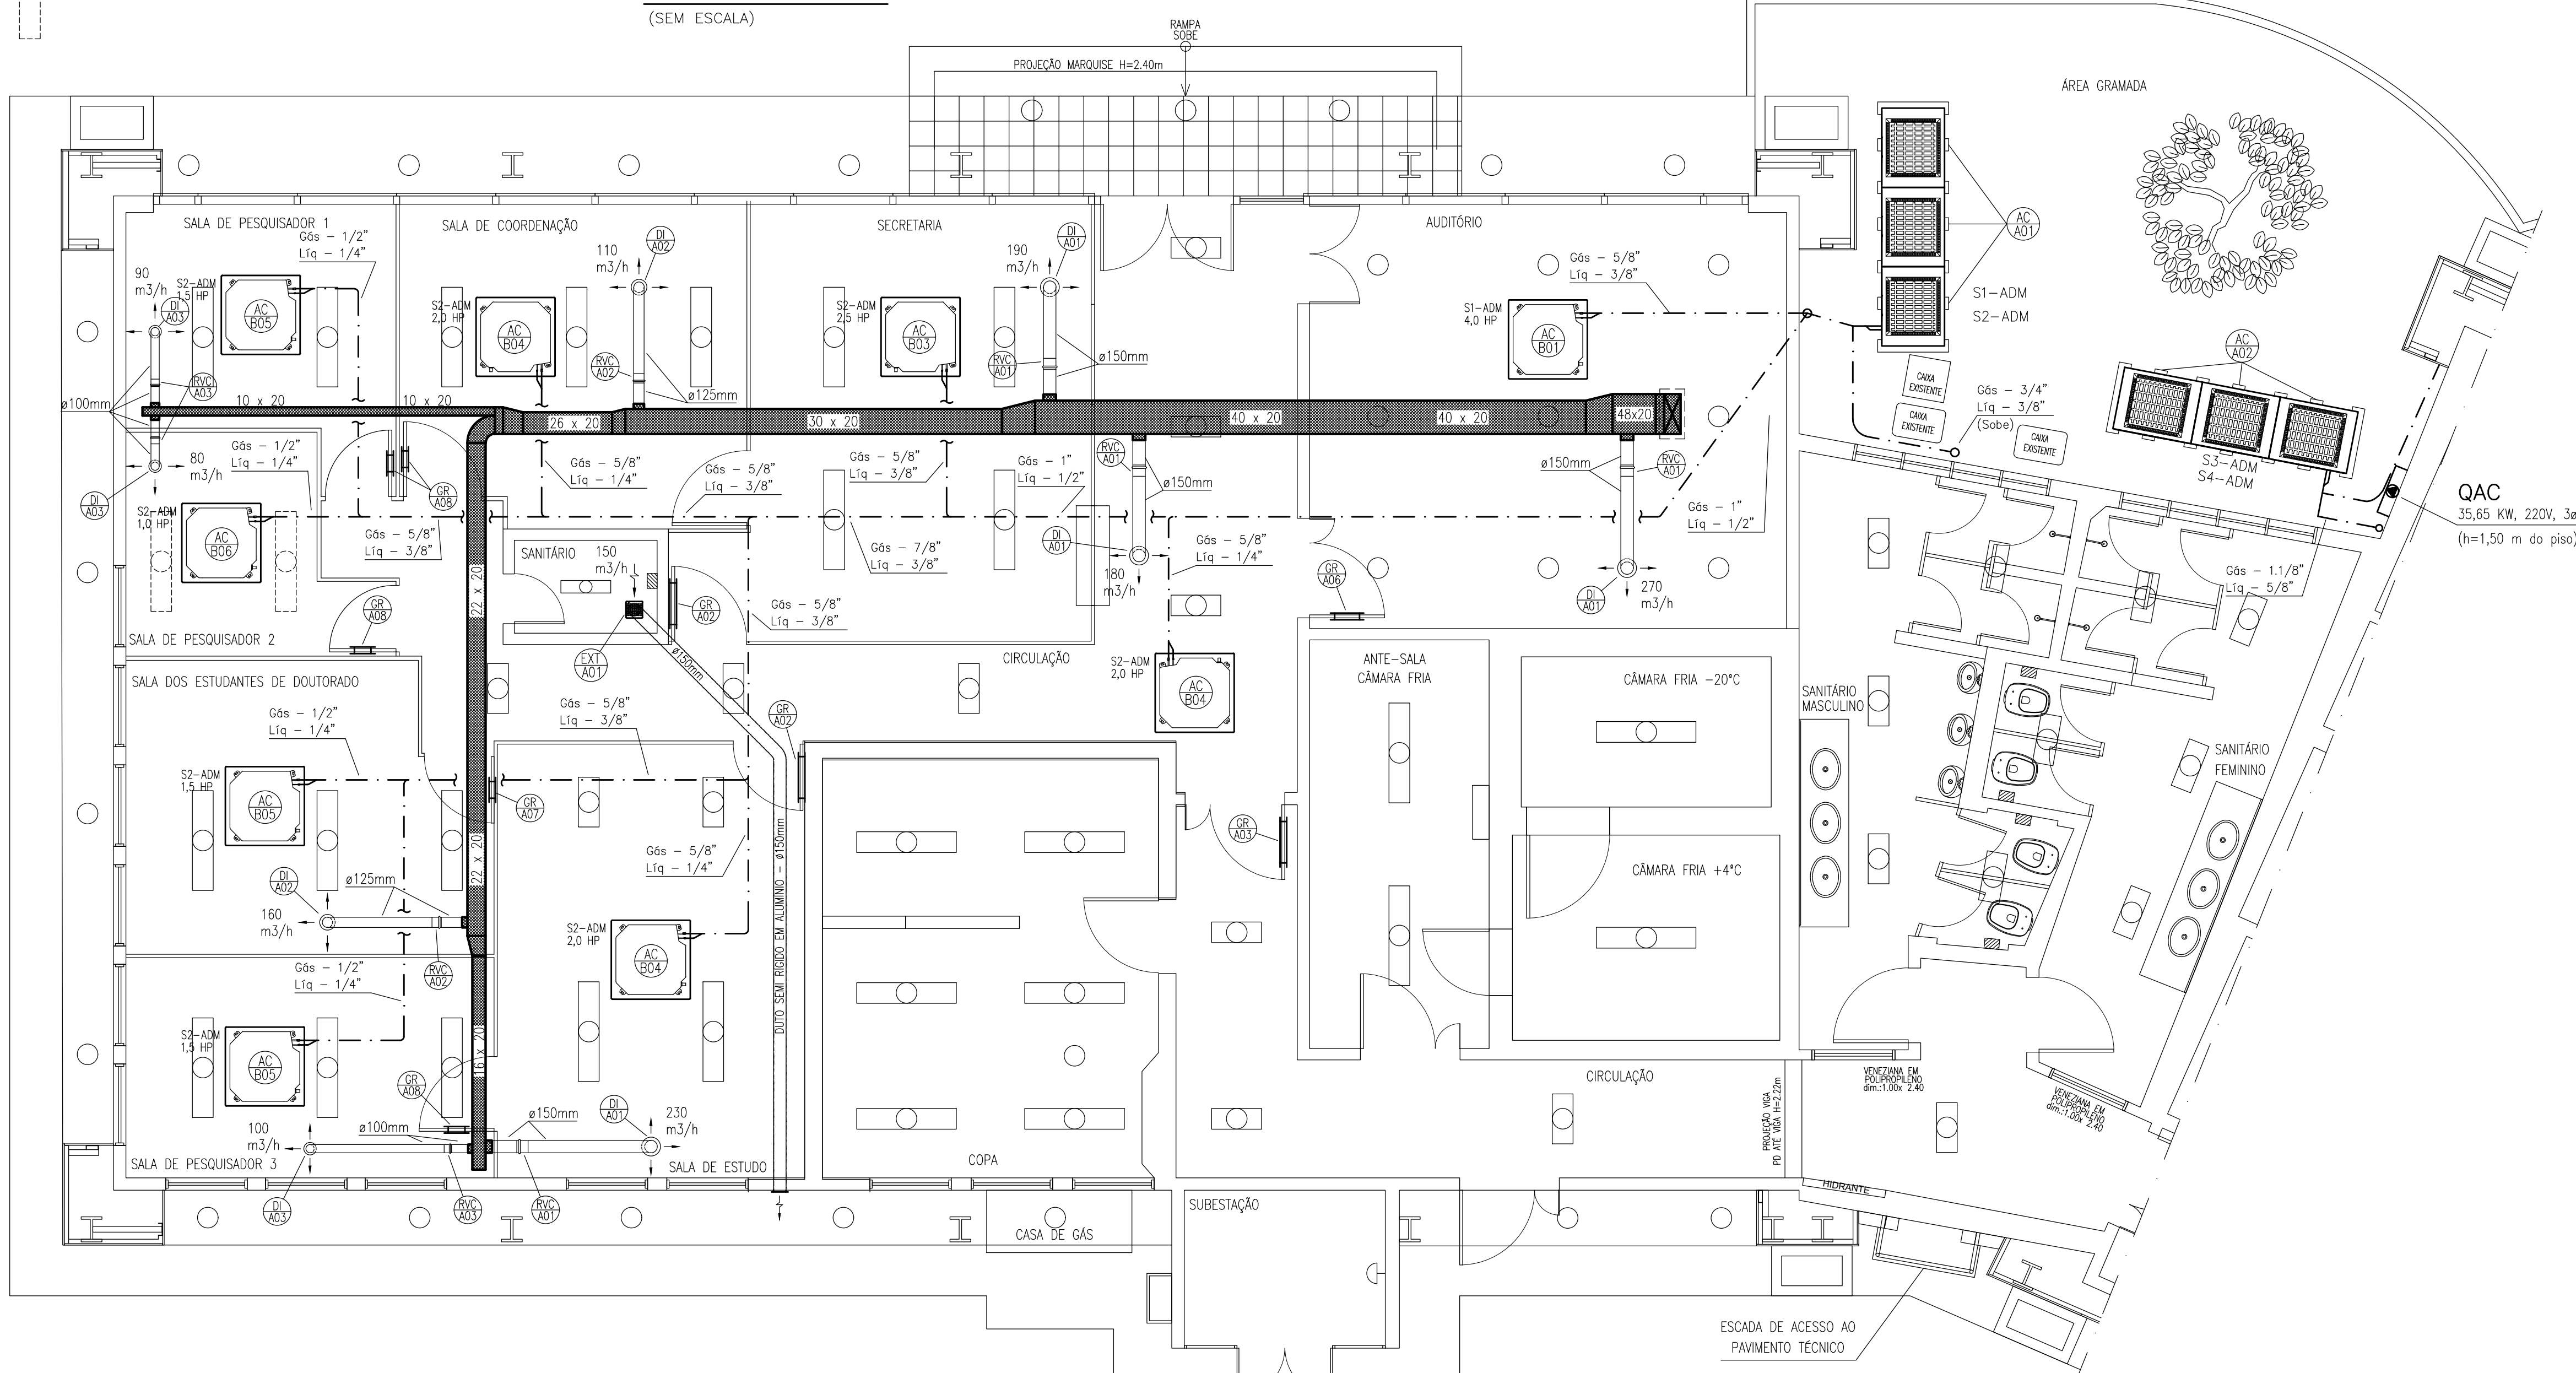 (SEM ESCALA)
RAMPA
SOBE
PROJEÇÃO MARQUISE H=2.40m
ÁREA GRAMADA
SALA DE PESQUISADOR 1
Gás - 1/2"
Líq - 1/4"
S2-ADM
1,5 HP
AC
B05
90
m3/h
DI
A03
RVC
A03
ø100mm
10 x 20
10 x 20
SALA DE COORDENAÇÃO
110
m3/h
DI
A02
S2-ADM
2,0 HP
AC
B04
RVC
A02
ø125mm
26 x 20
SECRETARIA
190
m3/h
DI
A01
S2-ADM
2,5 HP
AC
B03
RVC
A01
ø150mm
30 x 20
AUDITÓRIO
Gás - 5/8"
Líq - 3/8"
S1-ADM
4,0 HP
AC
B01
40 x 20
40 x 20
48x20
AC
A01
S1-ADM
S2-ADM
CAIXA
EXISTENTE
CAIXA
EXISTENTE
CAIXA
EXISTENTE
Gás - 3/4"
Líq - 3/8"
(Sobe)
AC
A02
S3-ADM
S4-ADM
QAC
35,65 KW, 220V, 3ø
(h=1,50 m do piso)
Gás - 1.1/8"
Líq - 5/8"
80
m3/h
DI
A03
Gás - 1/2"
Líq - 1/4"
GR
A08
S2-ADM
1,0 HP
AC
B06
Gás - 5/8"
Líq - 3/8"
Gás - 5/8"
Líq - 1/4"
Gás - 5/8"
Líq - 3/8"
Gás - 5/8"
Líq - 3/8"
Gás - 1"
Líq - 1/2"
RVC
A01
ø150mm
ø150mm
RVC
A01
Gás - 1"
Líq - 1/2"
SANITÁRIO
150
m3/h
Gás - 7/8"
Líq - 3/8"
DI
A01
180
m3/h
Gás - 5/8"
Líq - 1/4"
GR
A06
DI
A01
270
m3/h
22 x 20
GR
A08
GR
A02
Gás - 5/8"
Líq - 3/8"
SALA DE PESQUISADOR 2
EXT
A01
ø150mm
CIRCULAÇÃO
S2-ADM
2,0 HP
AC
B04
ANTE-SALA
CÂMARA FRIA
CÂMARA FRIA -20°C
SANITÁRIO
MASCULINO
SANITÁRIO
FEMININO
SALA DOS ESTUDANTES DE DOUTORADO
Gás - 1/2"
Líq - 1/4"
Gás - 5/8"
Líq - 3/8"
GR
A02
S2-ADM
1,5 HP
AC
B05
GR
A07
GR
A03
22 x 20
Gás - 5/8"
Líq - 1/4"
DUTO SEMI RÍGIDO EM ALUMÍNIO - ø150mm
CÂMARA FRIA +4°C
DI
A02
ø125mm
160
m3/h
RVC
A02
S2-ADM
2,0 HP
AC
B04
Gás - 1/2"
Líq - 1/4"
S2-ADM
1,5 HP
AC
B05
16 x 20
GR
A08
ø100mm
100
m3/h
ø150mm
DI
A01
230
m3/h
SALA DE PESQUISADOR 3
SALA DE ESTUDO
COPA
CIRCULAÇÃO
PROJEÇÃO VIGA
PD ATÉ VIGA H=2.22m
VENEZIANA EM
POLIPROPILENO
dim.:1.00x 2.40
VENEZIANA EM
POLIPROPILENO
dim.:1.00x 2.40
DI
A03
RVC
A03
RVC
A01
HIDRANTE
CASA DE GÁS
SUBESTAÇÃO
ESCADA DE ACESSO AO
PAVIMENTO TÉCNICO